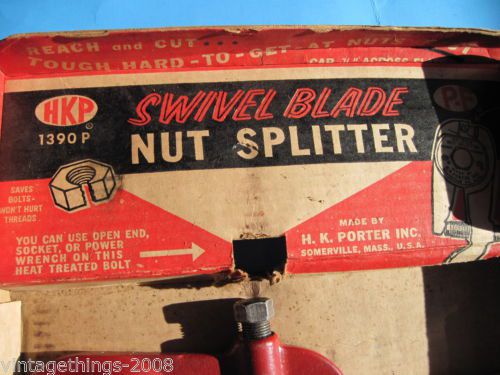 REACH and CUT...
TOUGH HARD-TO-GET-AT NUTS
HKP
1390 P
SWIVEL BLADE
NUT SPLITTER
SAVES
BOLTS-
WON'T HURT
THREADS
YOU CAN USE OPEN END,
SOCKET, OR POWER
WRENCH ON THIS
HEAT TREATED BOLT
MADE BY
H. K. PORTER INC.
SOMERVILLE, MASS., U.S.A.
vintagethings-2008